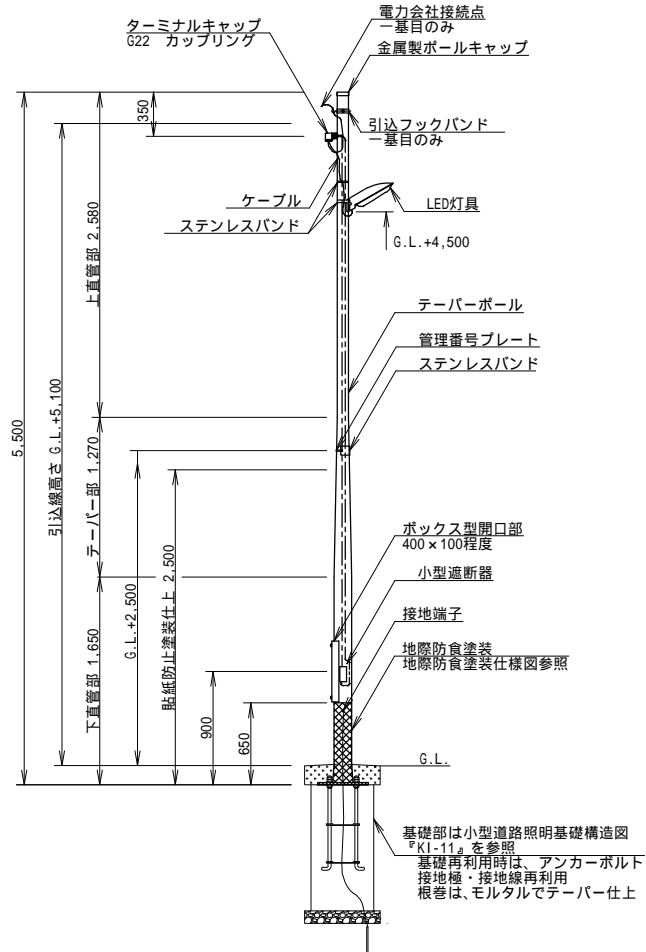 電力会社接続点
一基目のみ
ターミナルキャップ
G22 カップリング
金属製ポールキャップ
350
引込フックバンド
一基目のみ
ケーブル
LED灯具
ステンレスバンド
G.L.+4,500
上直管部 2,580
テーパーポール
管理番号プレート
ステンレスバンド
5,500
引込線高さ G.L.+5,100
テーパー部 1,270
ボックス型開口部
400×100程度
小型遮断器
G.L.+2,500
貼紙防止塗装仕上 2,500
接地端子
地際防食塗装
地際防食塗装仕様図参照
下直管部 1,650
900
650
G.L.
基礎部は小型道路照明基礎構造図
『KI-11』を参照
基礎再利用時は、アンカーボルト
接地極・接地線再利用
根巻は、モルタルでテーパー仕上